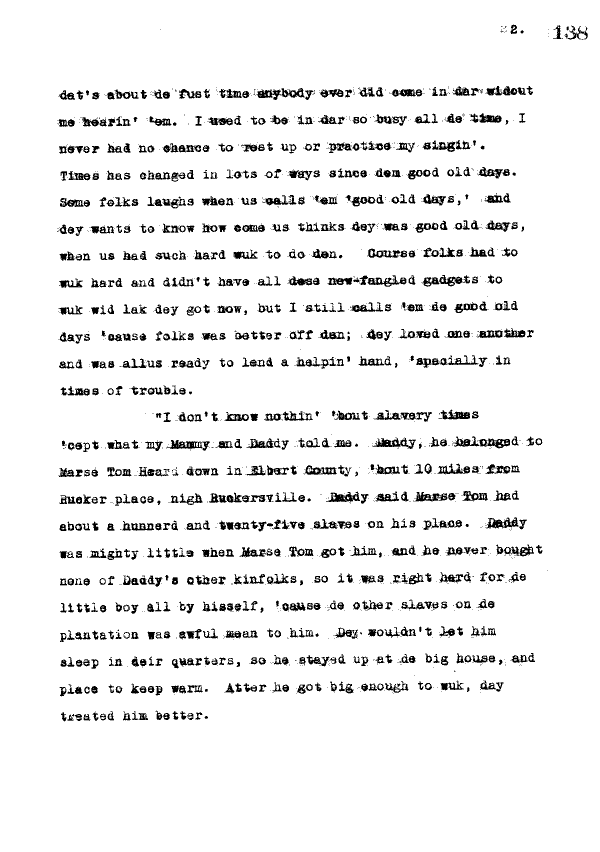 2. 138
dat's about de fust time anybody ever did come in dar widout
me hearin' 'em. I used to be in dar so busy all de time, I
never had no chance to rest up or practice my singin'.
Times has changed in lots of ways since dem good old days.
Some folks laughs when us calls 'em 'good old days,' and
dey wants to know how come us thinks dey was good old days,
when us had such hard wuk to do den. Course folks had to
wuk hard and didn't have all dese new-fangled gadgets to
wuk wid lak dey got now, but I still calls 'em de good old
days 'cause folks was better off den; dey loved one another
and was allus ready to lend a helpin' hand, 'specially in
times of trouble.
"I don't know nothin' 'bout slavery times
'cept what my Mammy and Daddy told me. Daddy, he belonged to
Marse Tom Heard down in Elbert County, 'bout 10 miles from
Rucker place, nigh Ruckersville. Daddy said Marse Tom had
about a hunnerd and twenty-five slaves on his place. Daddy
was mighty little when Marse Tom got him, and he never bought
none of Daddy's other kinfolks, so it was right hard for de
little boy all by hisself, 'cause de other slaves on de
plantation was awful mean to him. Dey wouldn't let him
sleep in deir quarters, so he stayed up at de big house, and
place to keep warm. Atter he got big enough to wuk, day
treated him better.